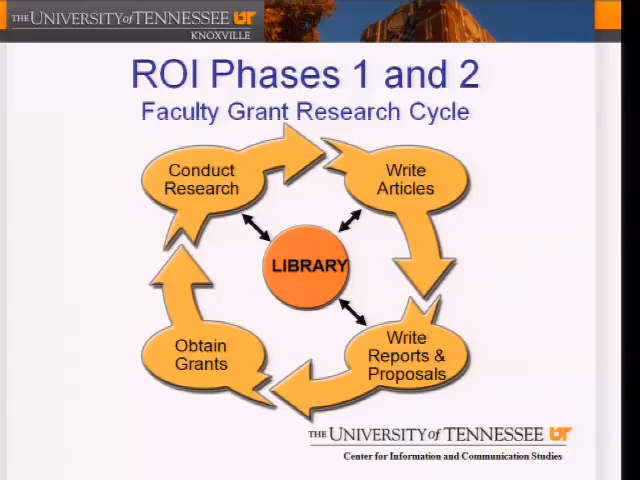 THE UNIVERSITY of TENNESSEE UT
KNOXVILLE
ROI Phases 1 and 2
Faculty Grant Research Cycle
Conduct
Research
Write
Articles
LIBRARY
Obtain
Grants
Write
Reports &
Proposals
THE UNIVERSITY of TENNESSEE UT
Center for Information and Communication Studies